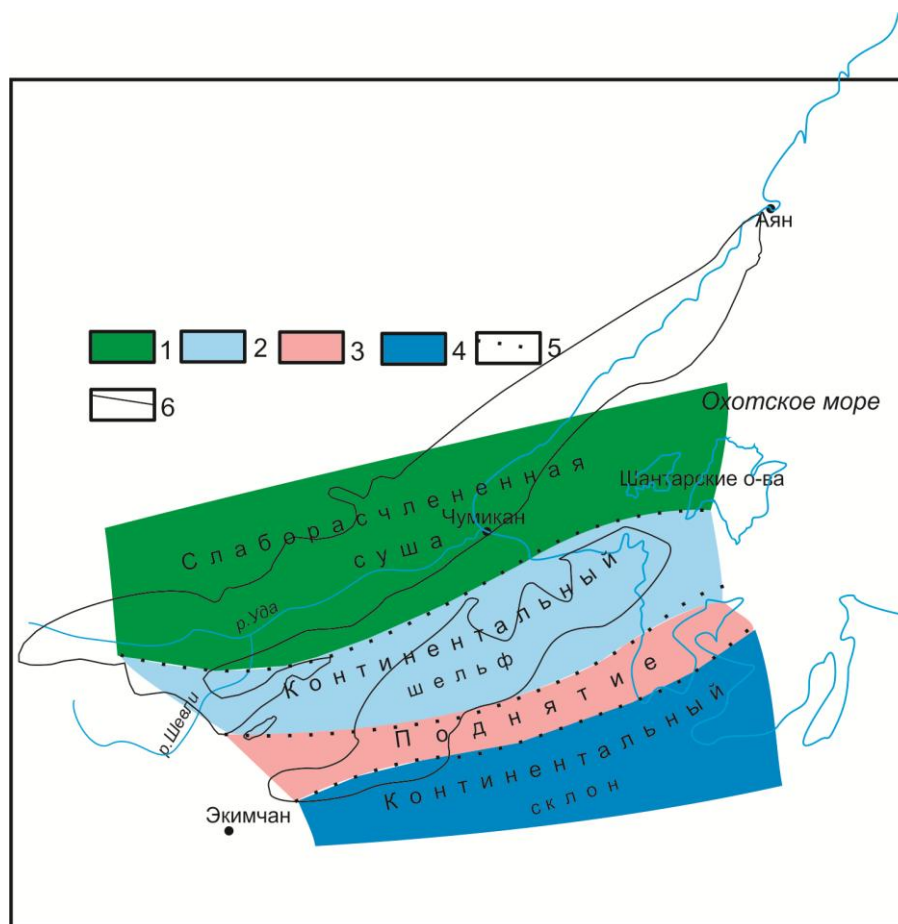 Аян
1 2 3 4 5
6
Охотское море
Шантарские о-ва
Слаборасчлененная
суша
Чумикан
р.Уда
Континентальный
шельф
р.Шевли
Поднятие
Континентальный
склон
Экимчан